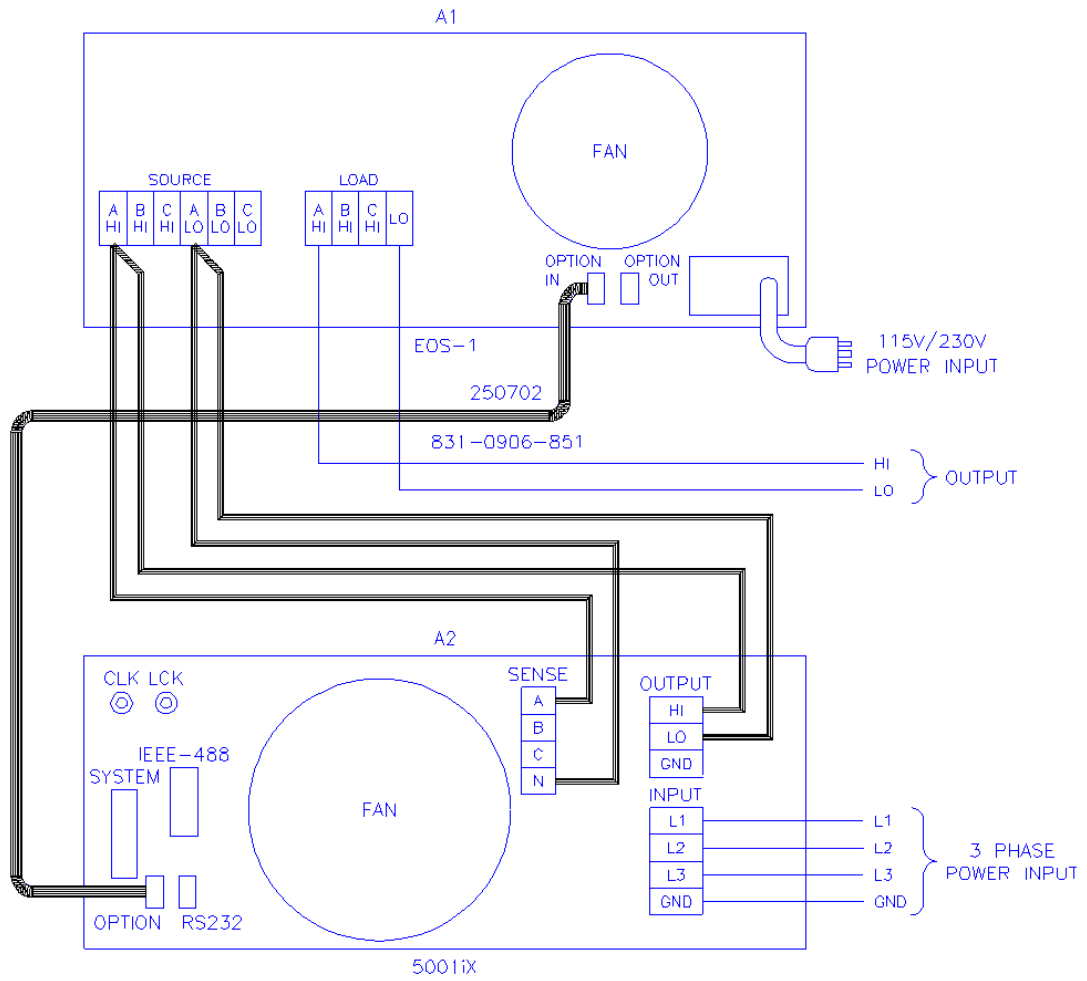 A1
FAN
SOURCE
LOAD
A HI
B HI
C HI
A LO
B LO
C LO
A HI
B HI
C HI
LO
OPTION IN
OPTION OUT
EOS-1
115V/230V
POWER INPUT
250702
831-0906-851
HI
LO
OUTPUT
A2
CLK LCK
SENSE
OUTPUT
A
B
C
N
HI
LO
GND
IEEE-488
SYSTEM
FAN
INPUT
L1
L2
L3
GND
L1
L2
L3
GND
3 PHASE
POWER INPUT
OPTION
RS232
5001iX